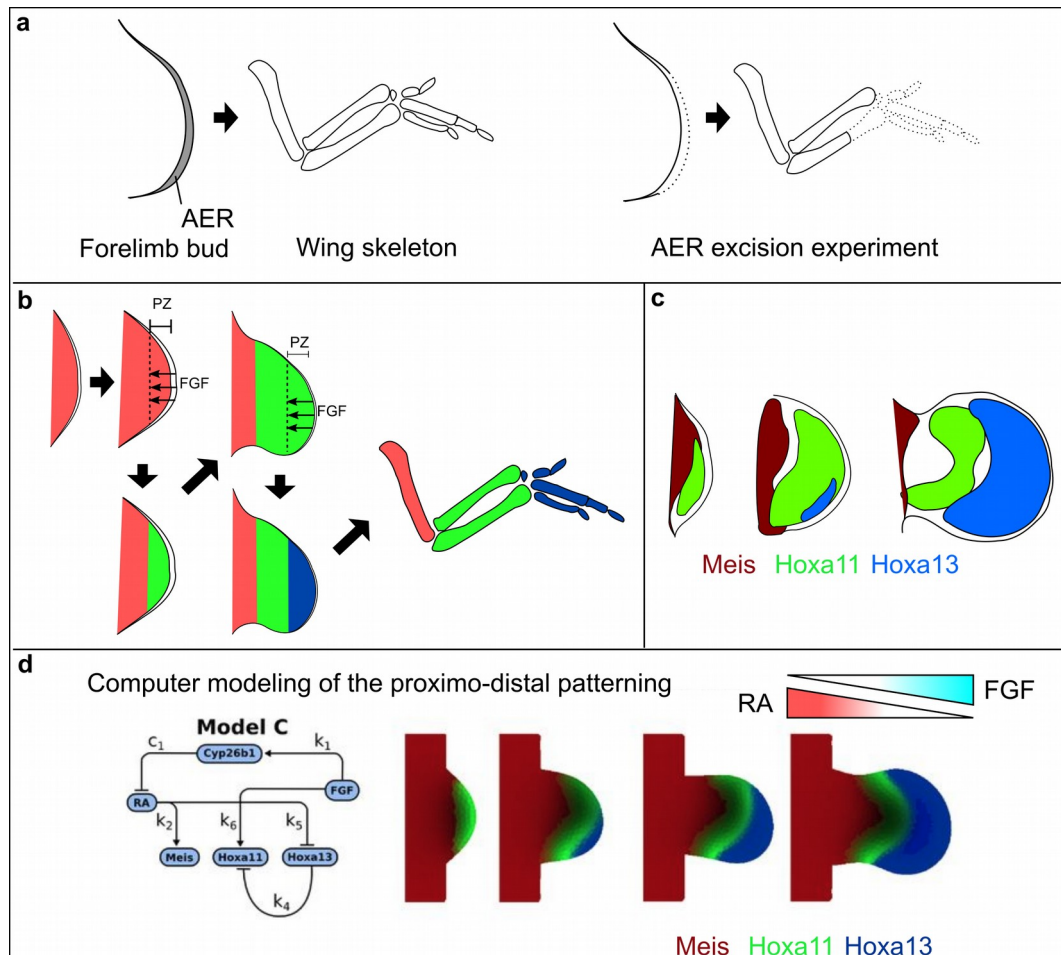 a
AER
Forelimb bud
Wing skeleton
AER excision experiment
b
PZ
FGF
PZ
FGF
c
Meis Hoxa11 Hoxa13
d
Computer modeling of the proximo-distal patterning
RA
FGF
Model C
c1
Cyp26b1
k1
RA
FGF
k2
k6
k5
Meis
Hoxa11
Hoxa13
k4
Meis Hoxa11 Hoxa13